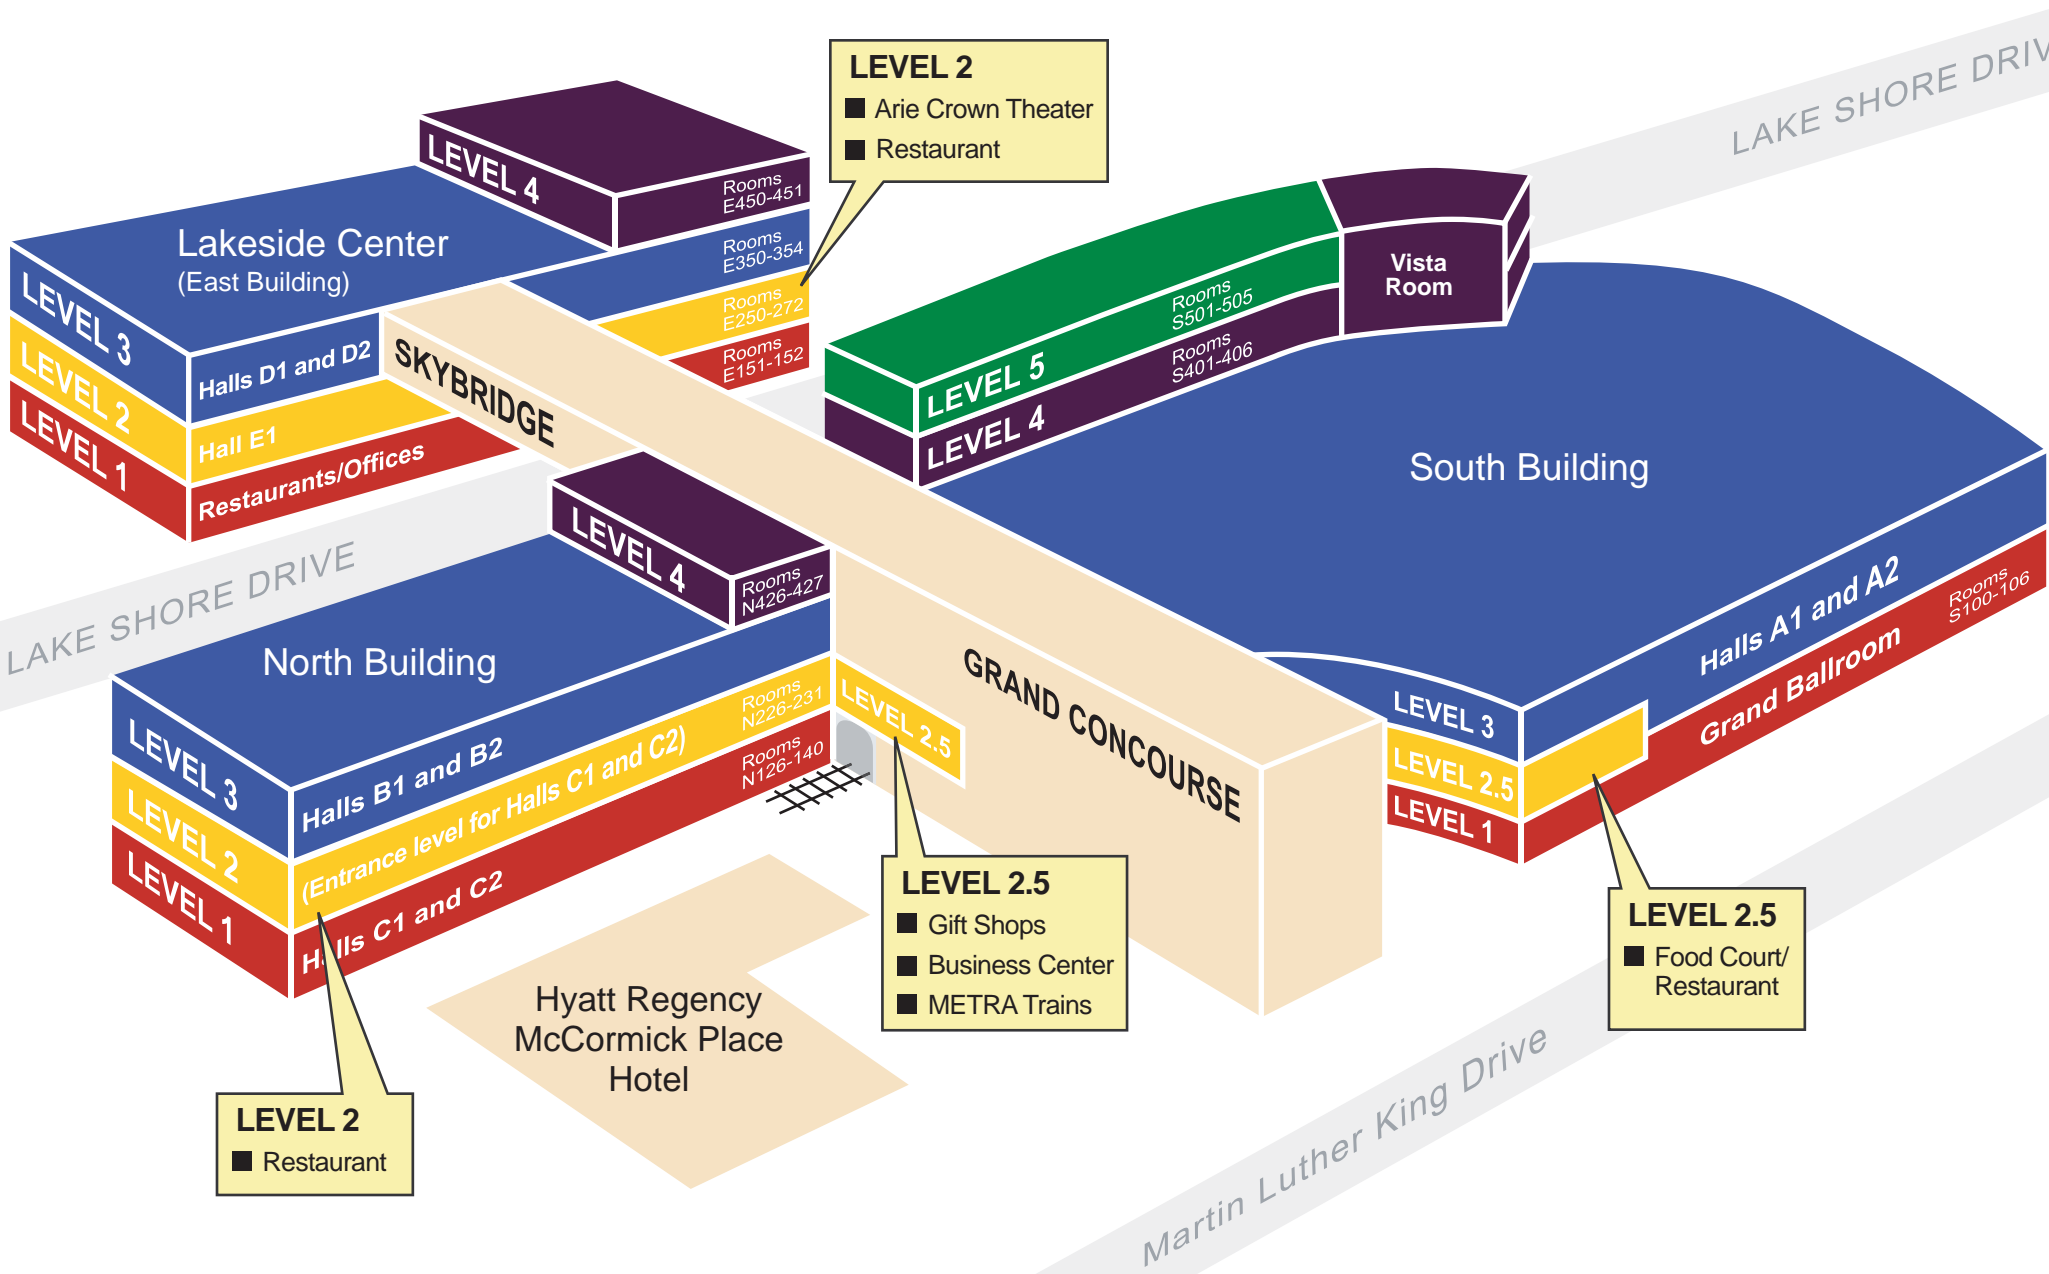 LEVEL 2
Arie Crown Theater
Restaurant
LAKE SHORE DRIV
LEVEL 4
Rooms
E450-451
Lakeside Center
(East Building)
Rooms
E350-354
Rooms
E250-272
Rooms
E151-152
LEVEL 3
LEVEL 2
LEVEL 1
Halls D1 and D2
Hall E1
Restaurants/Offices
SKYBRIDGE
Vista
Room
Rooms
S501-505
LEVEL 5
Rooms
S401-406
LEVEL 4
South Building
LAKE SHORE DRIVE
LEVEL 4
Rooms
N426-427
North Building
LEVEL 3
LEVEL 2
LEVEL 1
Halls B1 and B2
Rooms
N226-231
(Entrance level for Halls C1 and C2)
Rooms
N126-140
Halls C1 and C2
LEVEL 2.5
GRAND CONCOURSE
LEVEL 3
LEVEL 2.5
LEVEL 1
Halls A1 and A2
Grand Ballroom
Rooms
S100-106
LEVEL 2.5
Gift Shops
Business Center
METRA Trains
LEVEL 2.5
Food Court/
Restaurant
Hyatt Regency
McCormick Place
Hotel
LEVEL 2
Restaurant
Martin Luther King Drive